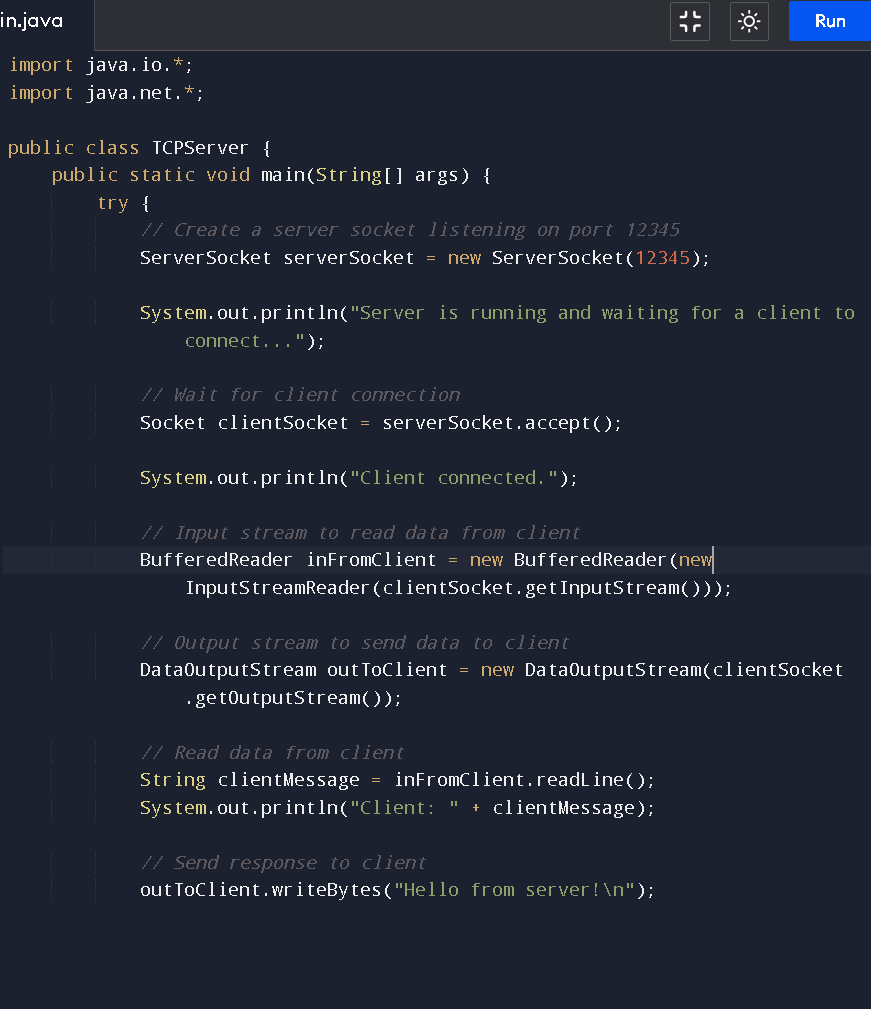 in.java
Run
import java.io.*;
import java.net.*;
public class TCPServer {
public static void main(String[] args) {
try {
// Create a server socket listening on port 12345
ServerSocket serverSocket = new ServerSocket(12345);
System.out.println("Server is running and waiting for a client to
connect...");
// Wait for client connection
Socket clientSocket = serverSocket.accept();
System.out.println("Client connected.");
// Input stream to read data from client
BufferedReader inFromClient = new BufferedReader(new
InputStreamReader(clientSocket.getInputStream()));
// Output stream to send data to client
DataOutputStream outToClient = new DataOutputStream(clientSocket
.getOutputStream());
// Read data from client
String clientMessage = inFromClient.readLine();
System.out.println("Client: " + clientMessage);
// Send response to client
outToClient.writeBytes("Hello from server!\n");